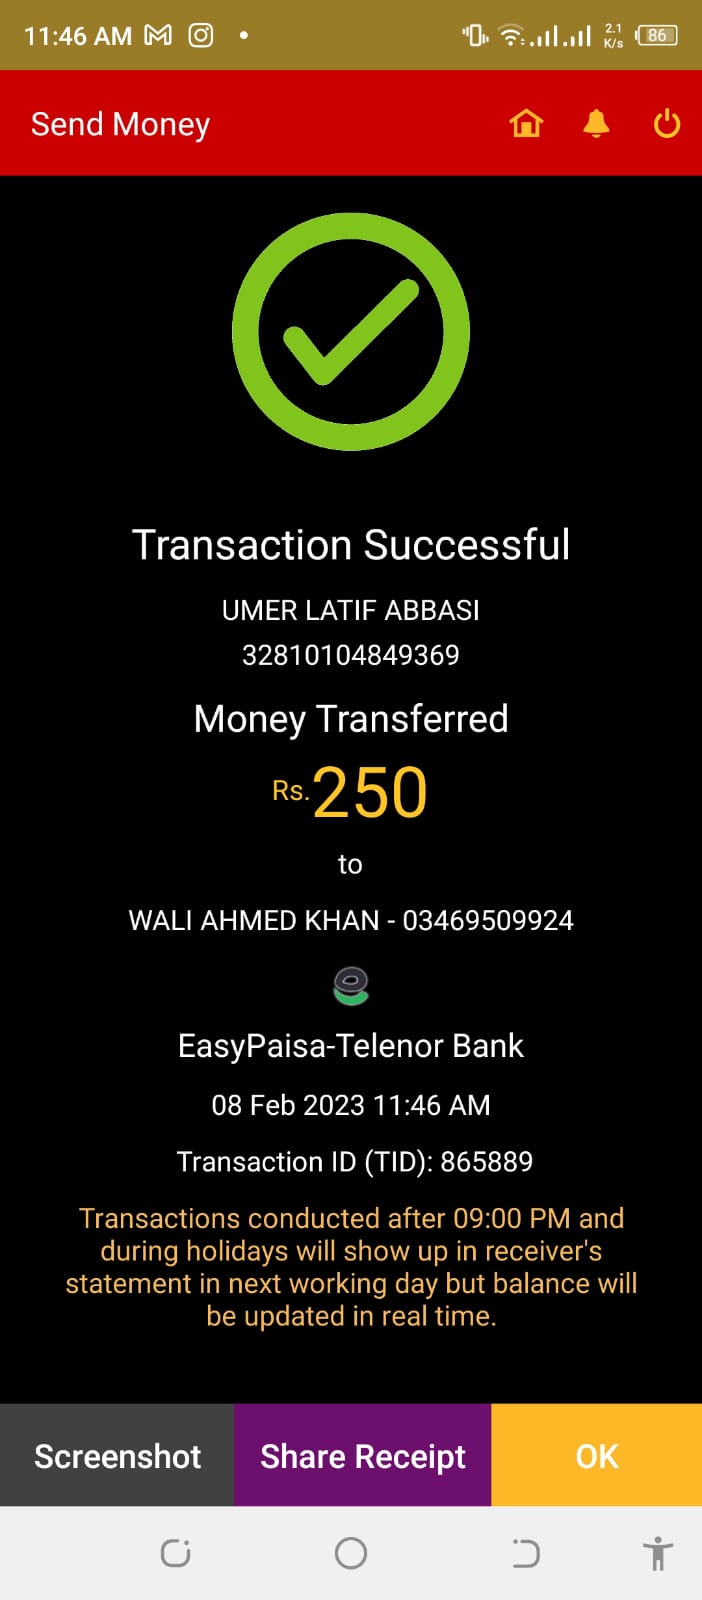 11:46 AM
2.1
K/s
86
Send Money
Transaction Successful
UMER LATIF ABBASI
32810104849369
Money Transferred
Rs.250
to
WALI AHMED KHAN - 03469509924
EasyPaisa-Telenor Bank
08 Feb 2023 11:46 AM
Transaction ID (TID): 865889
Transactions conducted after 09:00 PM and
during holidays will show up in receiver's
statement in next working day but balance will
be updated in real time.
Screenshot
Share Receipt
OK